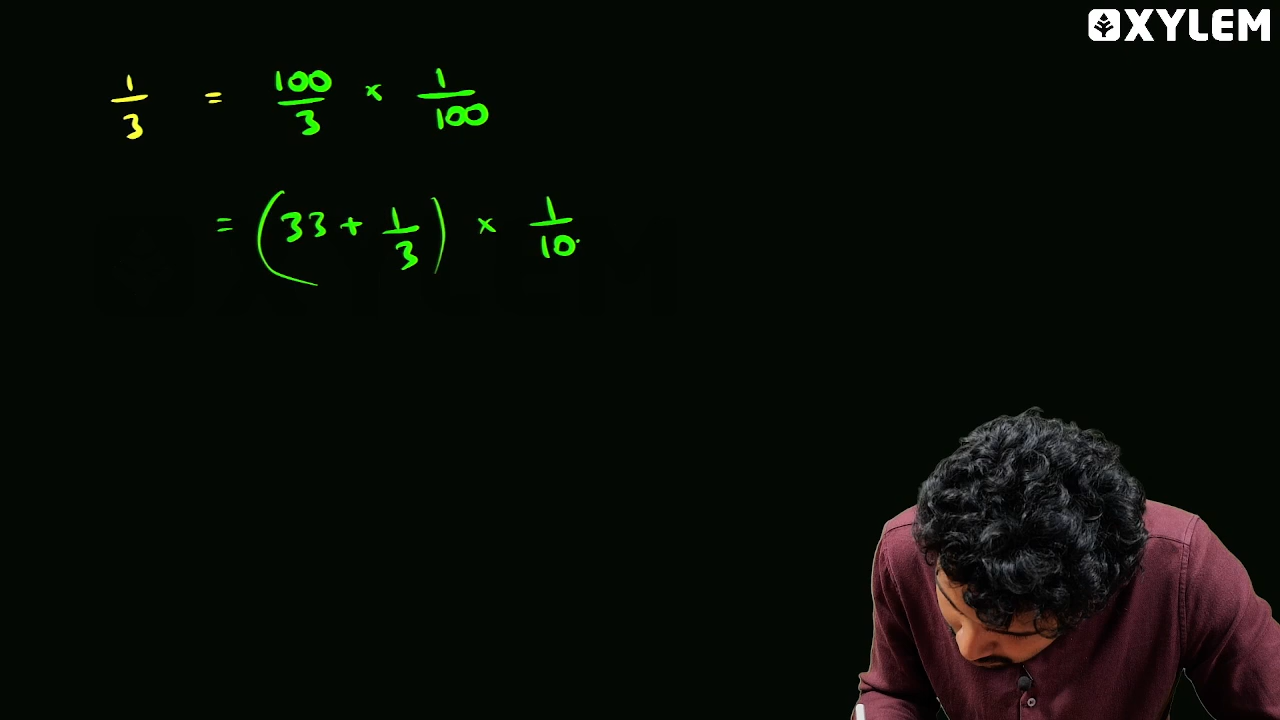 XYLEM
1/3 = 100/3 × 1/100
= (33 + 1/3) × 1/10